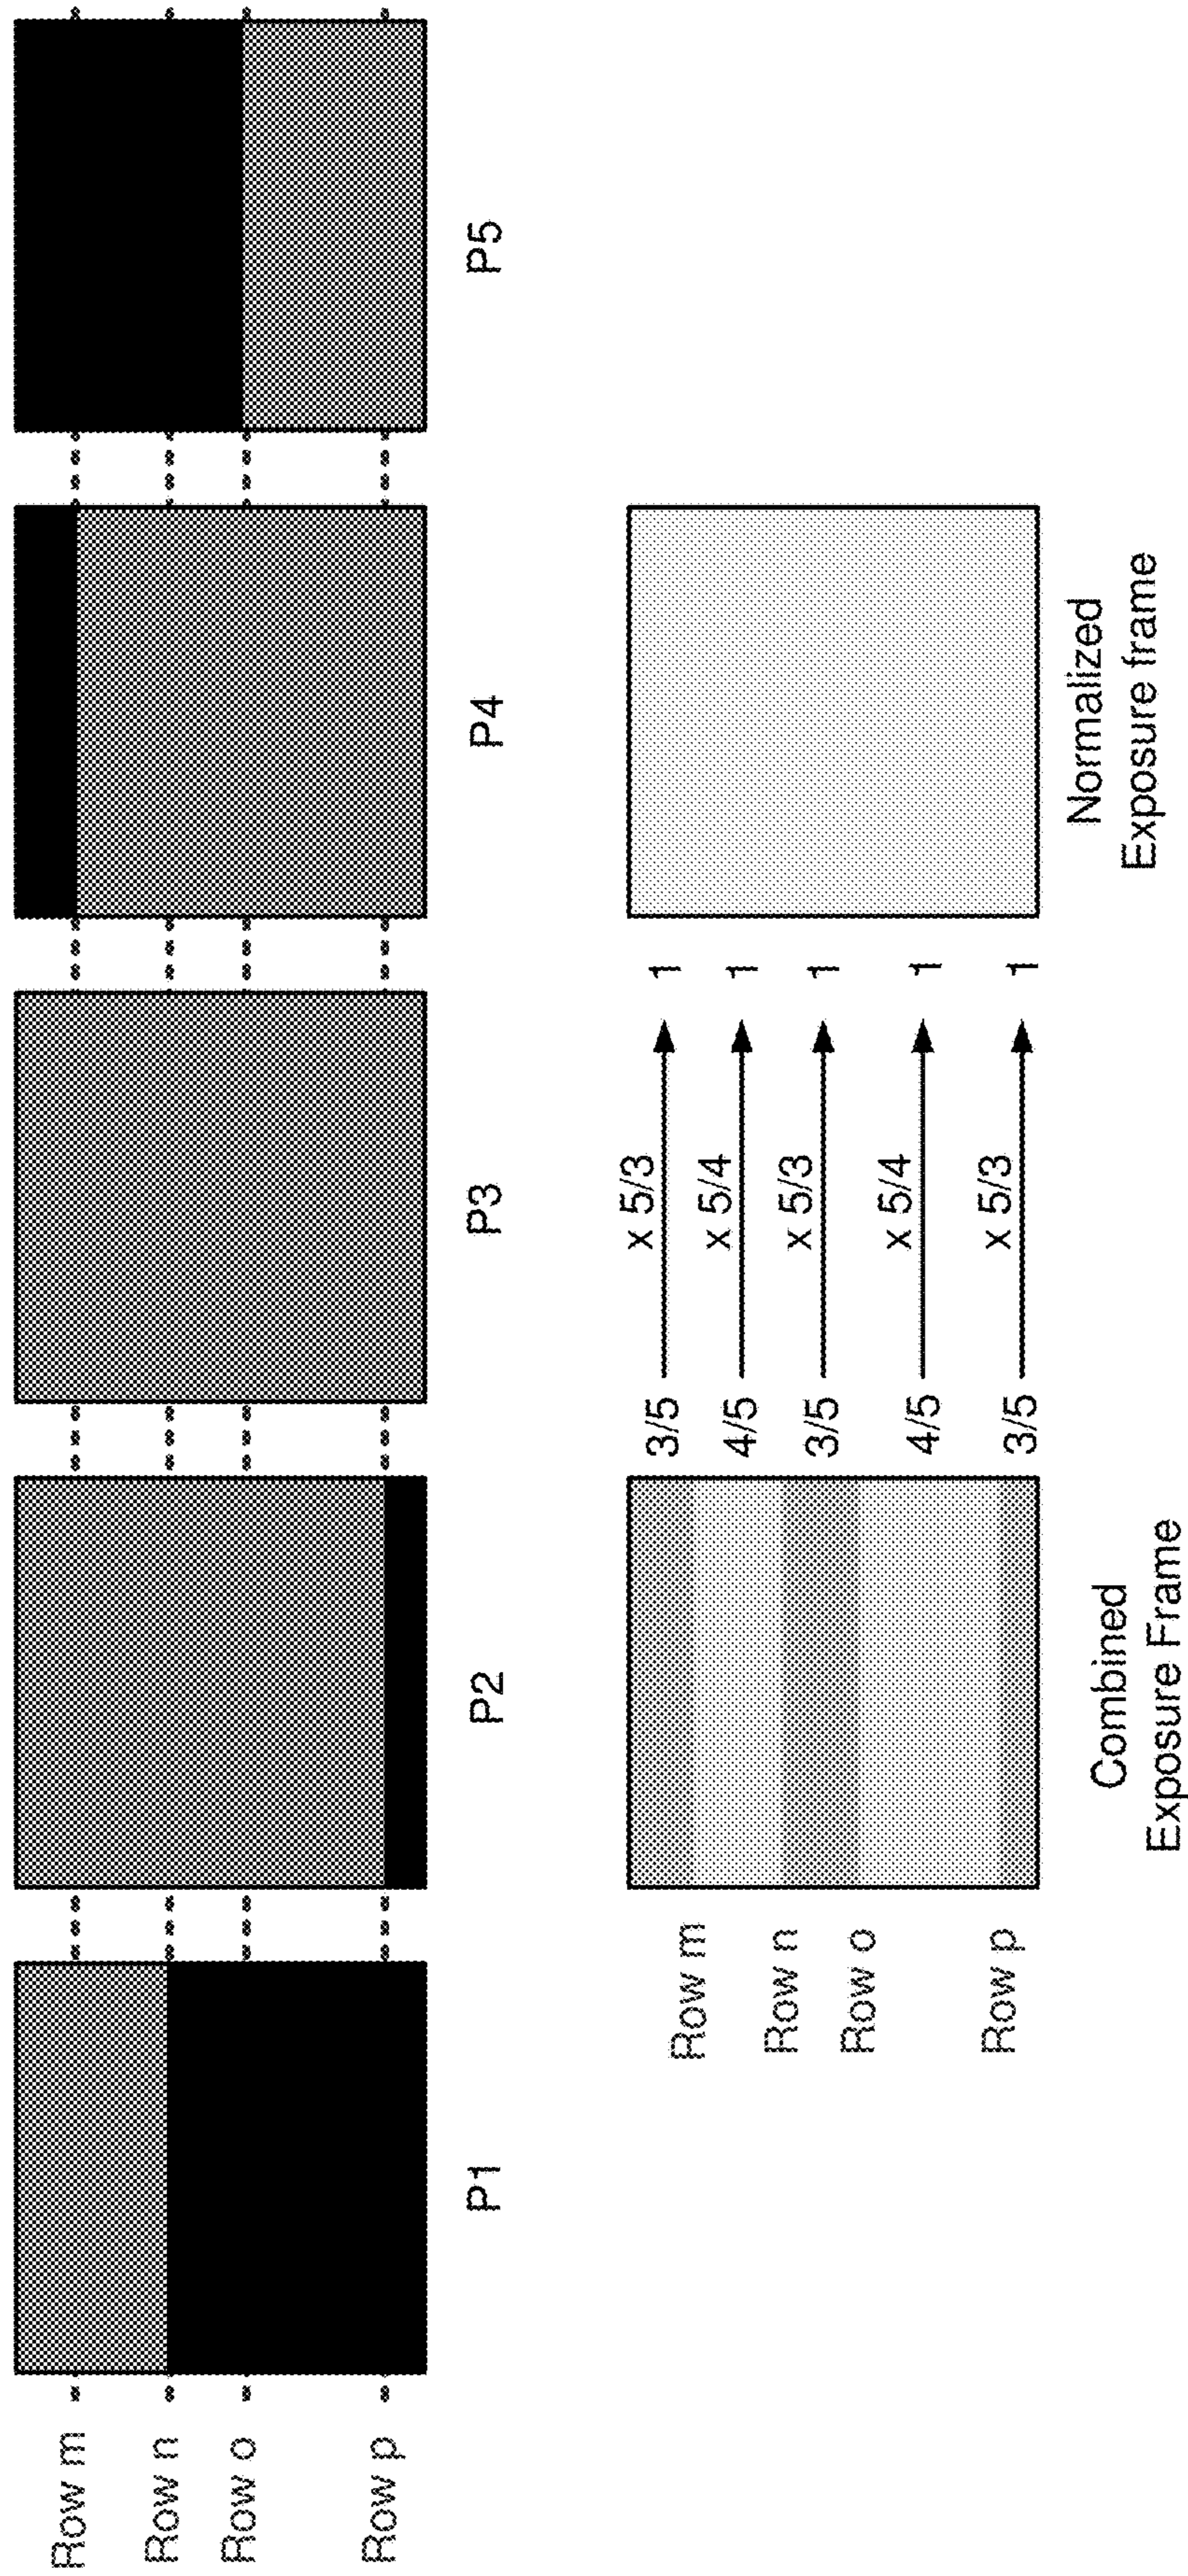 Row m
Row n
Row o
Row p
P1
P2
P3
P4
P5
Row m
Row n
Row o
Row p
3/5
x 5/3
1
4/5
x 5/4
1
3/5
x 5/3
1
4/5
x 5/4
1
3/5
x 5/3
1
Combined
Exposure Frame
Normalized
Exposure frame